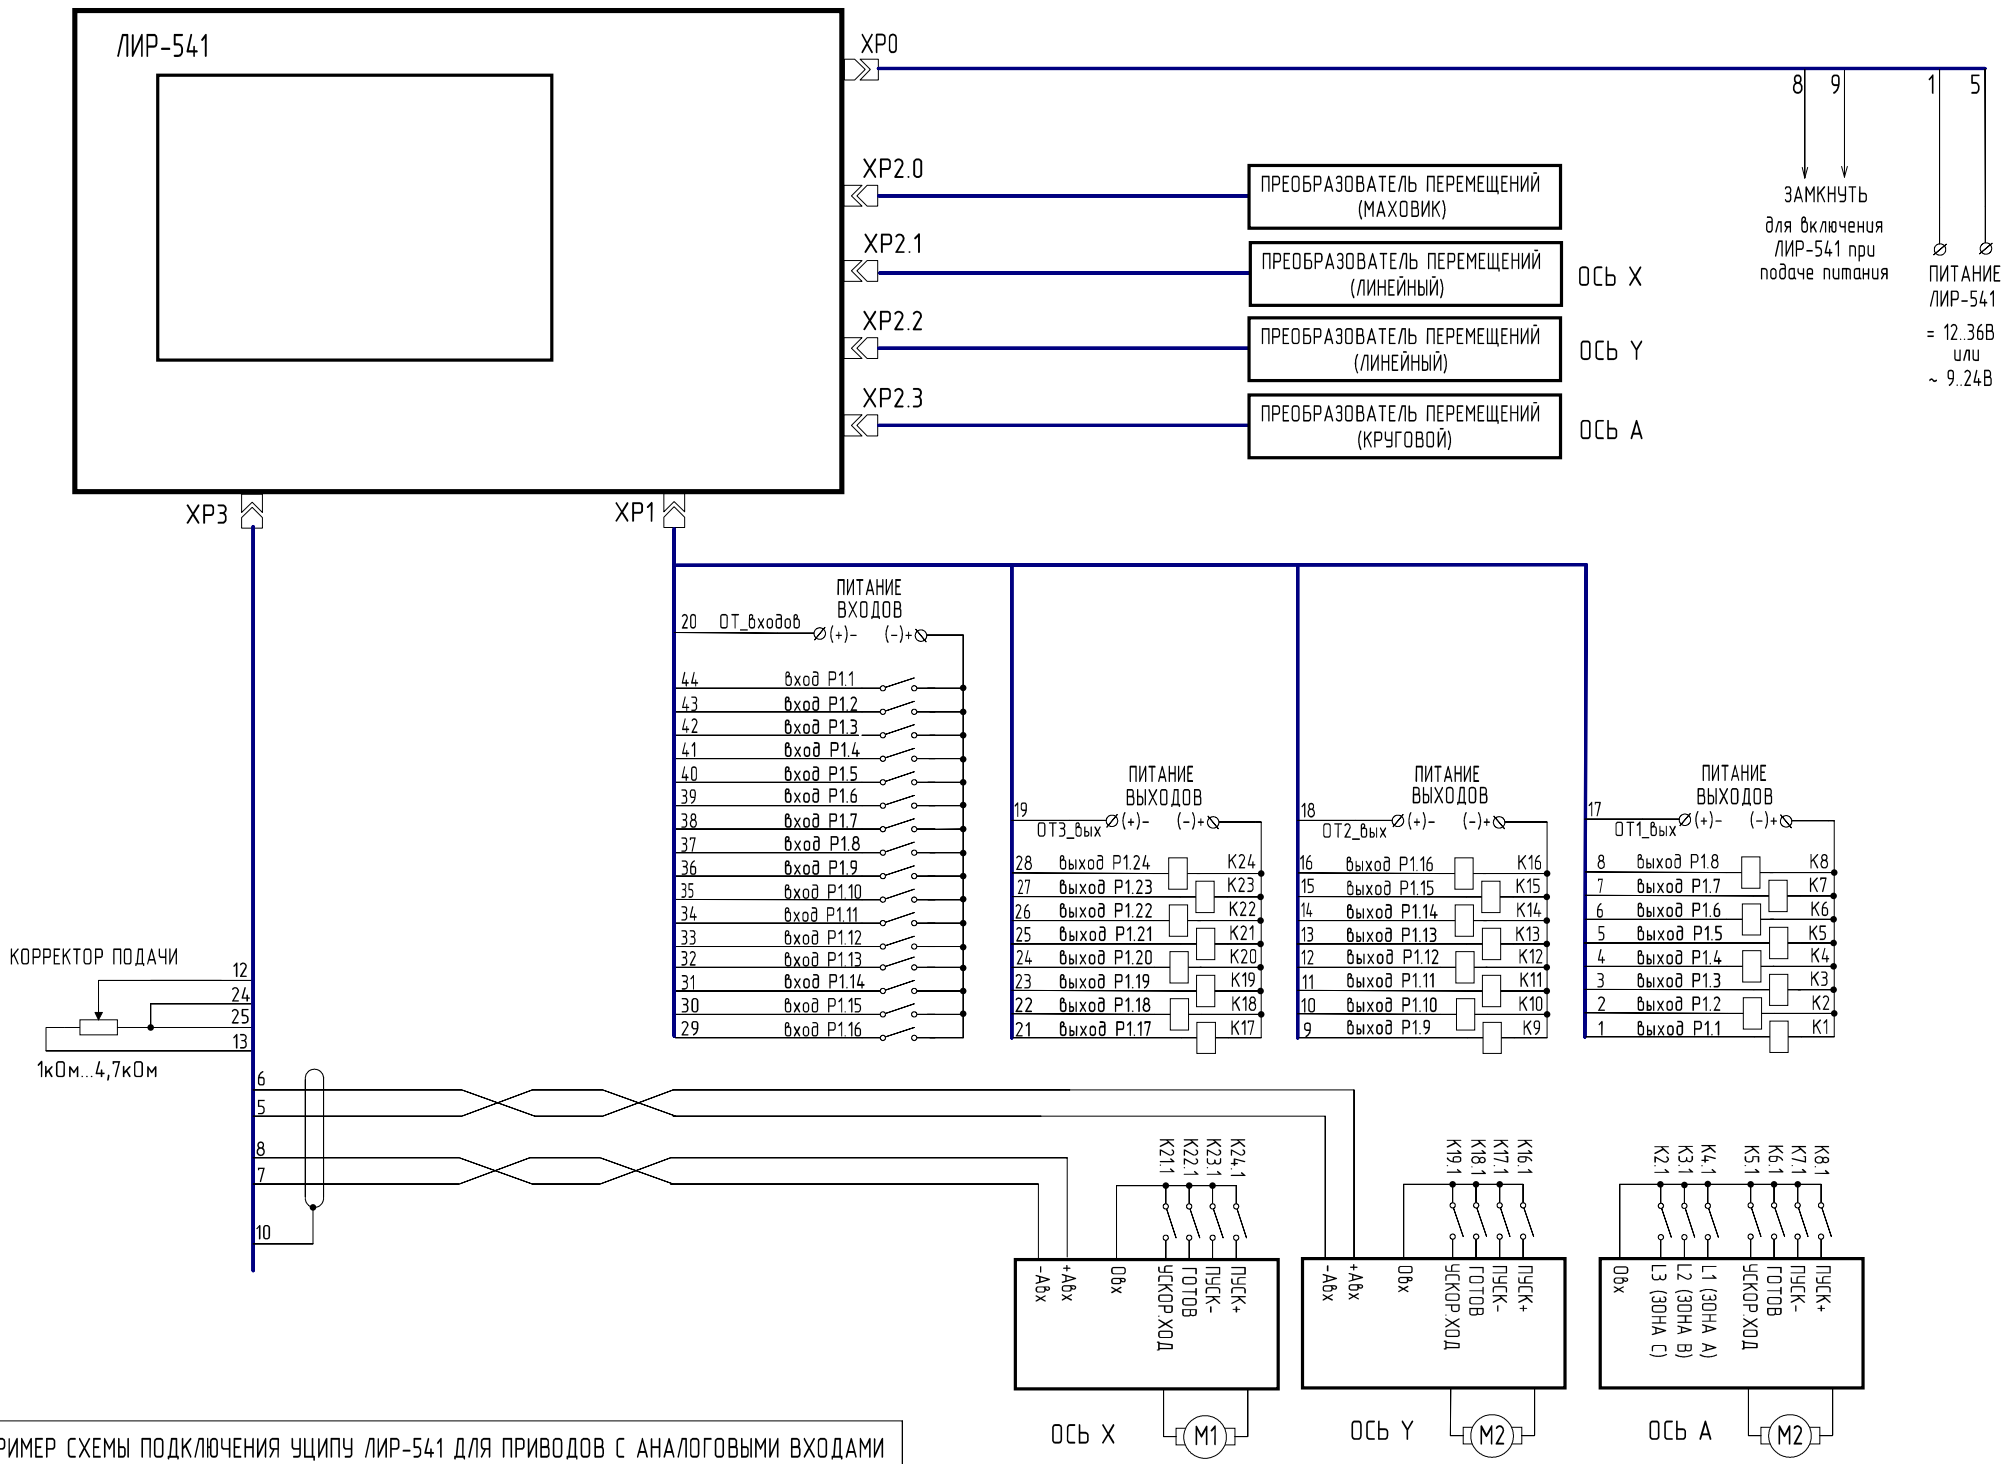 ЛИР-541
XP0
8
9
1
5
ЗАМКНУТЬ
для включения
ЛИР-541 при
подаче питания
ПИТАНИЕ
ЛИР-541
= 12..36В
или
~ 9..24В
XP2.0
ПРЕОБРАЗОВАТЕЛЬ ПЕРЕМЕЩЕНИЙ
(МАХОВИК)
XP2.1
ПРЕОБРАЗОВАТЕЛЬ ПЕРЕМЕЩЕНИЙ
(ЛИНЕЙНЫЙ)
ОСЬ X
XP2.2
ПРЕОБРАЗОВАТЕЛЬ ПЕРЕМЕЩЕНИЙ
(ЛИНЕЙНЫЙ)
ОСЬ Y
XP2.3
ПРЕОБРАЗОВАТЕЛЬ ПЕРЕМЕЩЕНИЙ
(КРУГОВОЙ)
ОСЬ А
XP3
XP1
ПИТАНИЕ
ВХОДОВ
20 ОТ_входов (+)- (-)+
44 вход Р1.1
43 вход Р1.2
42 вход Р1.3
41 вход Р1.4
40 вход Р1.5
39 вход Р1.6
38 вход Р1.7
37 вход Р1.8
36 вход Р1.9
35 вход Р1.10
34 вход Р1.11
33 вход Р1.12
32 вход Р1.13
31 вход Р1.14
30 вход Р1.15
29 вход Р1.16
ПИТАНИЕ
ВЫХОДОВ
19 ОТ3_вых (+)- (-)+
28 выход Р1.24 К24
27 выход Р1.23 К23
26 выход Р1.22 К22
25 выход Р1.21 К21
24 выход Р1.20 К20
23 выход Р1.19 К19
22 выход Р1.18 К18
21 выход Р1.17 К17
ПИТАНИЕ
ВЫХОДОВ
18 ОТ2_вых (+)- (-)+
16 выход Р1.16 К16
15 выход Р1.15 К15
14 выход Р1.14 К14
13 выход Р1.13 К13
12 выход Р1.12 К12
11 выход Р1.11 К11
10 выход Р1.10 К10
9 выход Р1.9 К9
ПИТАНИЕ
ВЫХОДОВ
17 ОТ1_вых (+)- (-)+
8 выход Р1.8 К8
7 выход Р1.7 К7
6 выход Р1.6 К6
5 выход Р1.5 К5
4 выход Р1.4 К4
3 выход Р1.3 К3
2 выход Р1.2 К2
1 выход Р1.1 К1
КОРРЕКТОР ПОДАЧИ
12
24
25
13
1кОм...4,7кОм
6
5
8
7
10
К21.1
К22.1
К23.1
К24.1
-Авх
+Авх
0вх
УСКОР.ХОД
ГОТОВ
ПУСК-
ПУСК+
ОСЬ X
М1
К19.1
К18.1
К17.1
К16.1
-Авх
+Авх
0вх
УСКОР.ХОД
ГОТОВ
ПУСК-
ПУСК+
ОСЬ Y
М2
К2.1
К3.1
К4.1
К5.1
К6.1
К7.1
К8.1
0вх
L3 (ЗОНА С)
L2 (ЗОНА В)
L1 (ЗОНА А)
УСКОР.ХОД
ГОТОВ
ПУСК-
ПУСК+
ОСЬ А
М2
РИМЕР СХЕМЫ ПОДКЛЮЧЕНИЯ УЦИПУ ЛИР-541 ДЛЯ ПРИВОДОВ С АНАЛОГОВЫМИ ВХОДАМИ